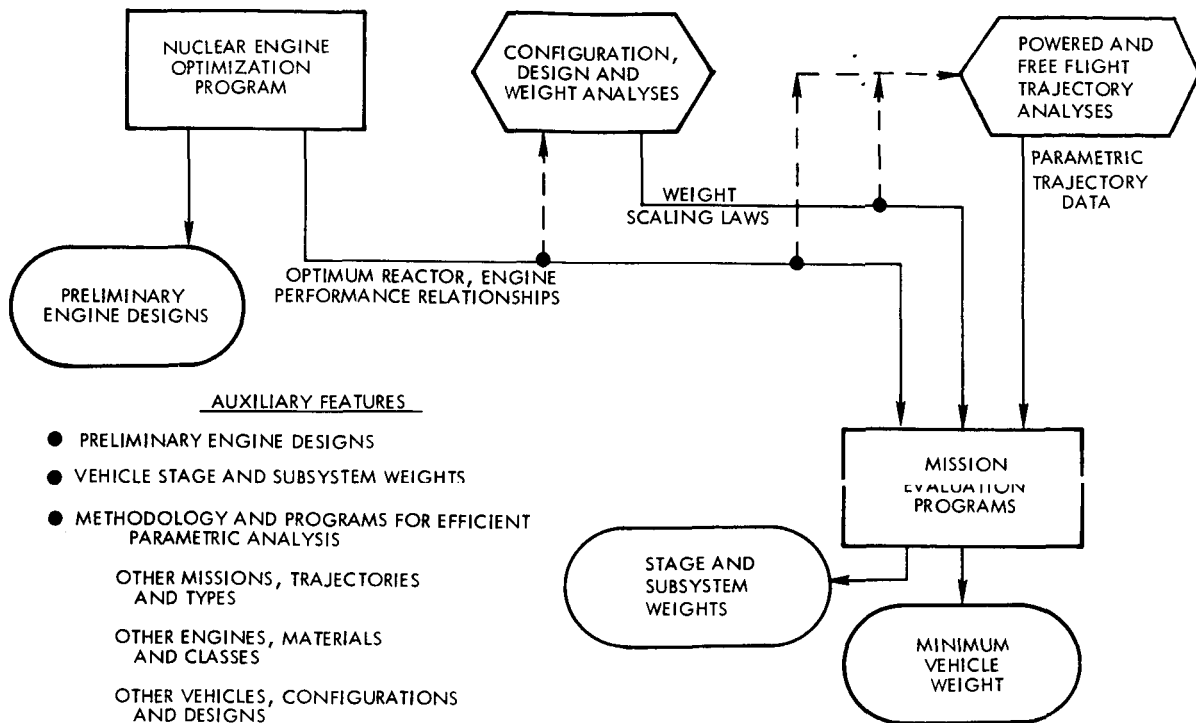 NUCLEAR ENGINE
OPTIMIZATION
PROGRAM
CONFIGURATION,
DESIGN AND
WEIGHT ANALYSES
POWERED AND
FREE FLIGHT
TRAJECTORY
ANALYSES
PARAMETRIC
TRAJECTORY
DATA
WEIGHT
SCALING LAWS
OPTIMUM REACTOR, ENGINE
PERFORMANCE RELATIONSHIPS
PRELIMINARY
ENGINE DESIGNS
AUXILIARY FEATURES
● PRELIMINARY ENGINE DESIGNS
● VEHICLE STAGE AND SUBSYSTEM WEIGHTS
● METHODOLOGY AND PROGRAMS FOR EFFICIENT
PARAMETRIC ANALYSIS
OTHER MISSIONS, TRAJECTORIES
AND TYPES
OTHER ENGINES, MATERIALS
AND CLASSES
OTHER VEHICLES, CONFIGURATIONS
AND DESIGNS
MISSION
EVALUATION
PROGRAMS
STAGE AND
SUBSYSTEM
WEIGHTS
MINIMUM
VEHICLE
WEIGHT